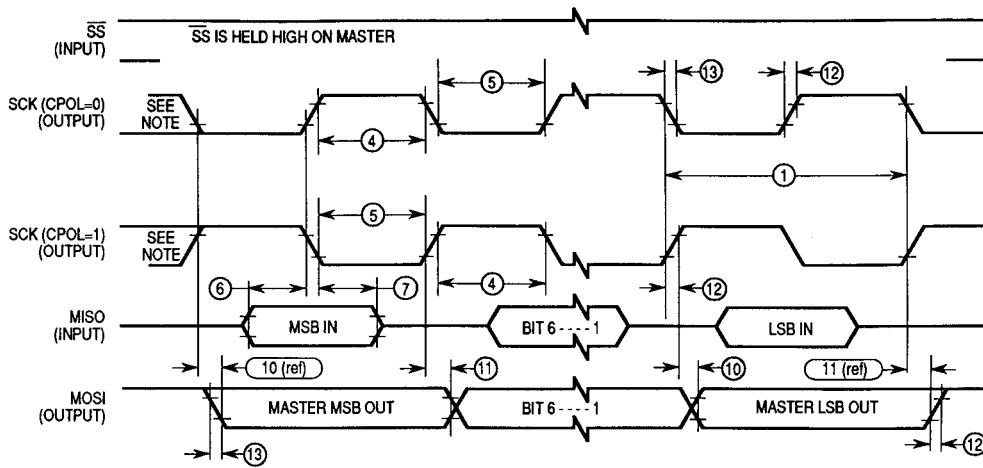 SS
(INPUT)
SS IS HELD HIGH ON MASTER
13
12
5
SCK (CPOL=0)
(OUTPUT)
SEE
NOTE
4
1
5
SCK (CPOL=1)
(OUTPUT)
SEE
NOTE
6
7
4
12
MISO
(INPUT)
MSB IN
BIT 6 - - - - 1
LSB IN
10 (ref)
11
10
11 (ref)
MOSI
(OUTPUT)
MASTER MSB OUT
BIT 6 - - - - 1
MASTER LSB OUT
13
12